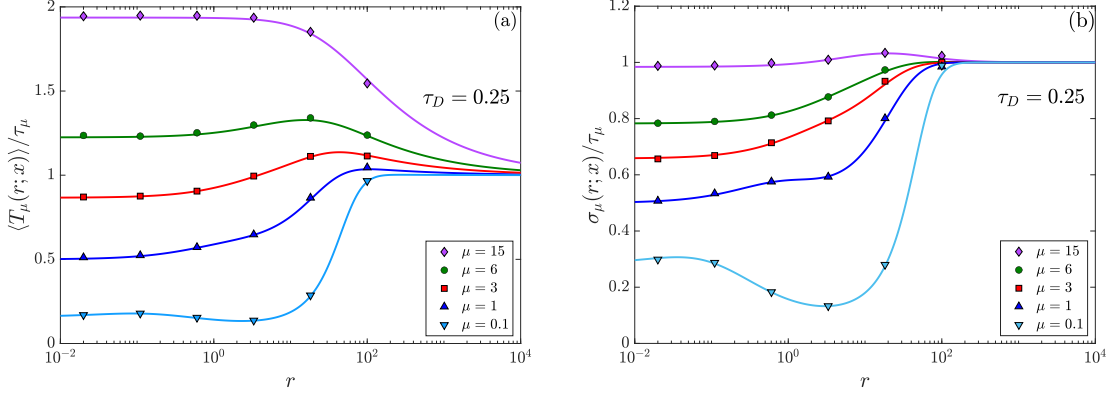 (a)
2
1.5
1
0.5
0
⟨T_μ(r; x)⟩/τ_μ
τ_D = 0.25
μ = 15
μ = 6
μ = 3
μ = 1
μ = 0.1
10^−2
10^0
10^2
10^4
r
(b)
1.2
1
0.8
0.6
0.4
0.2
0
σ_μ(r; x)/τ_μ
τ_D = 0.25
μ = 15
μ = 6
μ = 3
μ = 1
μ = 0.1
10^−2
10^0
10^2
10^4
r